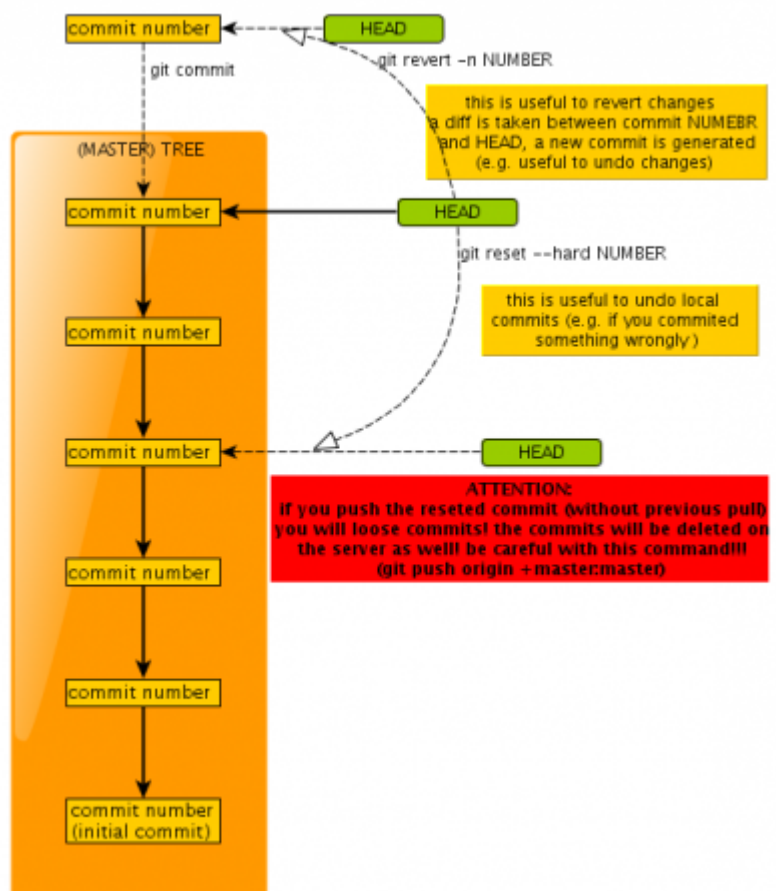 commit number
HEAD
git commit
git revert -n NUMBER
this is useful to revert changes
a diff is taken between commit NUMEBR
and HEAD, a new commit is generated
(e.g. useful to undo changes)
(MASTER) TREE
commit number
HEAD
git reset --hard NUMBER
this is useful to undo local
commits (e.g. if you commited
something wrongly)
commit number
commit number
HEAD
ATTENTION:
if you push the reseted commit (without previous pull)
you will loose commits! the commits will be deleted on
the server as well! be careful with this command!!!
(git push origin +master:master)
commit number
commit number
commit number
(initial commit)